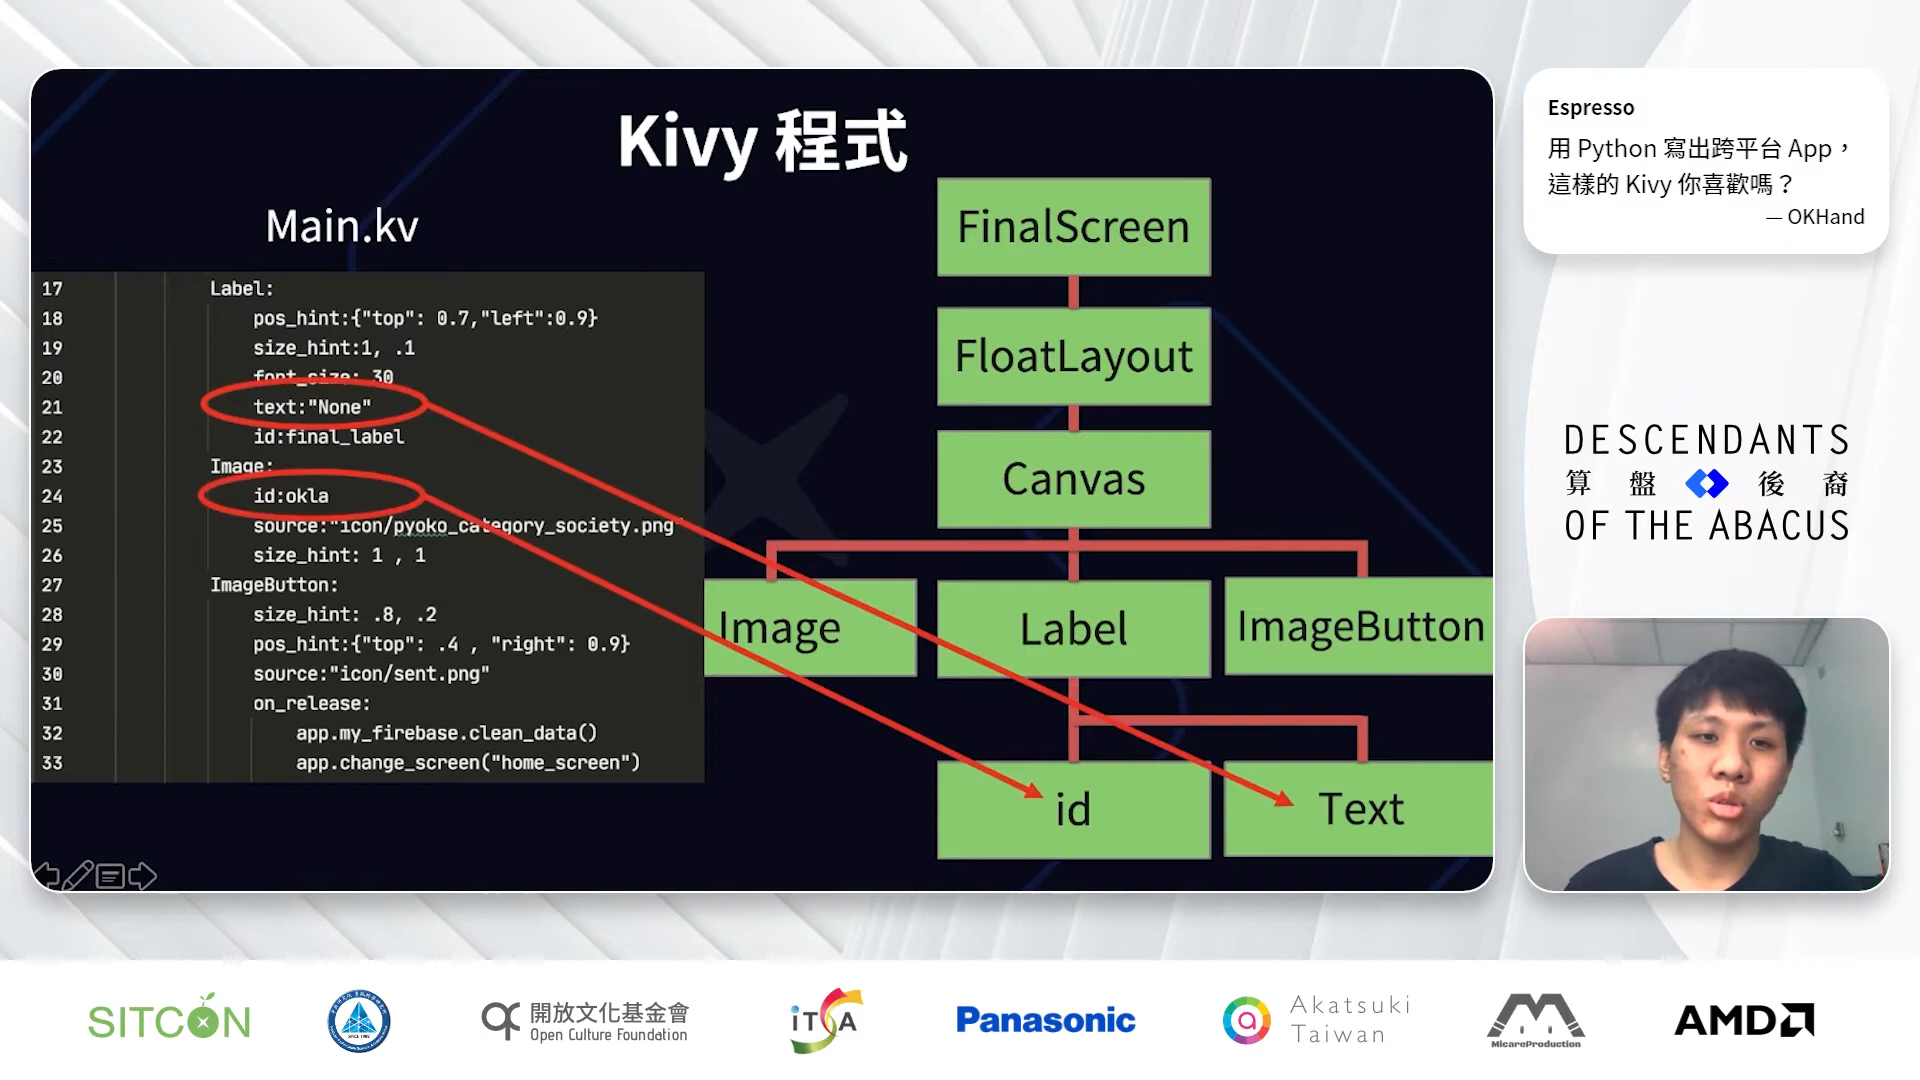 Kivy 程式
Main.kv
17 Label:
18 pos_hint:{"top": 0.7,"left":0.9}
19 size_hint:1, .1
20 font_size: 30
21 text:"None"
22 id:final_label
23 Image:
24 id:okla
25 source:"icon/pyoko_category_society.png"
26 size_hint: 1 , 1
27 ImageButton:
28 size_hint: .8, .2
29 pos_hint:{"top": .4 , "right": 0.9}
30 source:"icon/sent.png"
31 on_release:
32 app.my_firebase.clean_data()
33 app.change_screen("home_screen")
FinalScreen
FloatLayout
Canvas
Image
Label
ImageButton
id
Text
Espresso
用 Python 寫出跨平台 App，
這樣的 Kivy 你喜歡嗎？
— OKHand
DESCENDANTS
算盤後裔
OF THE ABACUS
SITCON
開放文化基金會
Open Culture Foundation
iTSA
Panasonic
Akatsuki
Taiwan
MicareProduction
AMD